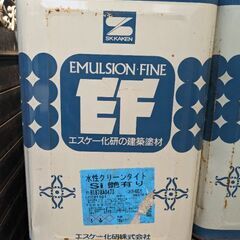 SK KAKEN
EMULSION·FINE
EF
エスケー化研の建築塗材
水性クリーンタイト
SI 艶有り
エスケー化研株式会社